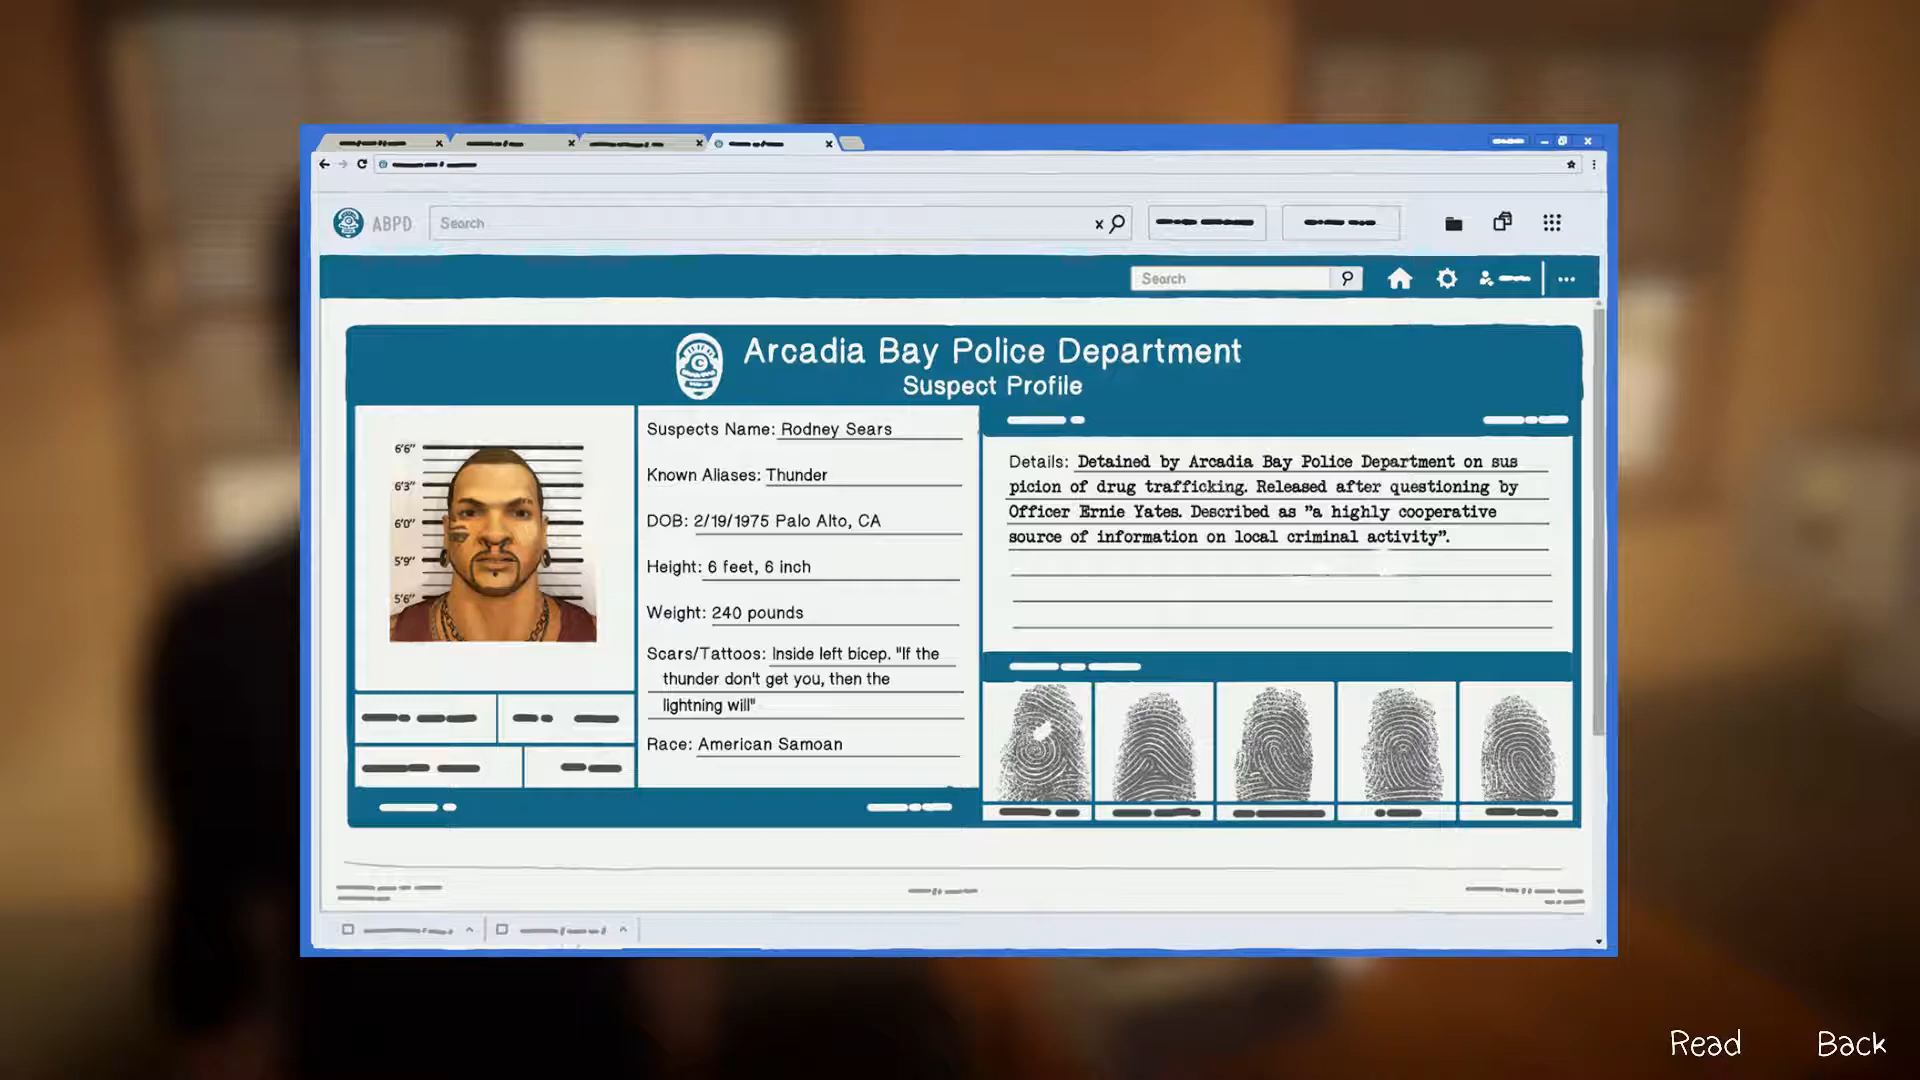 ABPD
Search
x
Search
Arcadia Bay Police Department
Suspect Profile
6'6"
6'3"
6'0"
5'9"
5'6"
Suspects Name: Rodney Sears
Known Aliases: Thunder
DOB: 2/19/1975 Palo Alto, CA
Height: 6 feet, 6 inch
Weight: 240 pounds
Scars/Tattoos: Inside left bicep. "If the
thunder don't get you, then the
lightning will"
Race: American Samoan
Details: Detained by Arcadia Bay Police Department on sus
picion of drug trafficking. Released after questioning by
Officer Ernie Yates. Described as "a highly cooperative
source of information on local criminal activity".
Read
Back